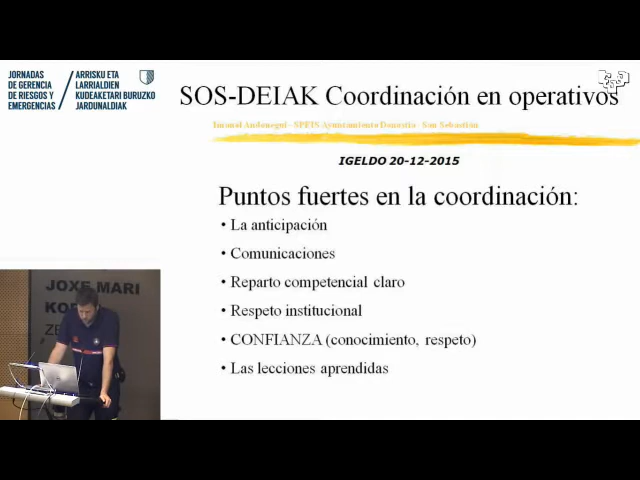 JORNADAS
DE GERENCIA
DE RIESGOS Y
EMERGENCIAS
ARRISKU ETA
LARRIALDIEN
KUDEAKETARI BURUZKO
JARDUNALDIAK
SOS-DEIAK Coordinación en operativos
Imanol Andonegui - SPEIS Ayuntamiento Donostia - San Sebastián
IGELDO 20-12-2015
Puntos fuertes en la coordinación:
• La anticipación
• Comunicaciones
• Reparto competencial claro
• Respeto institucional
• CONFIANZA (conocimiento, respeto)
• Las lecciones aprendidas
JOXE MARI